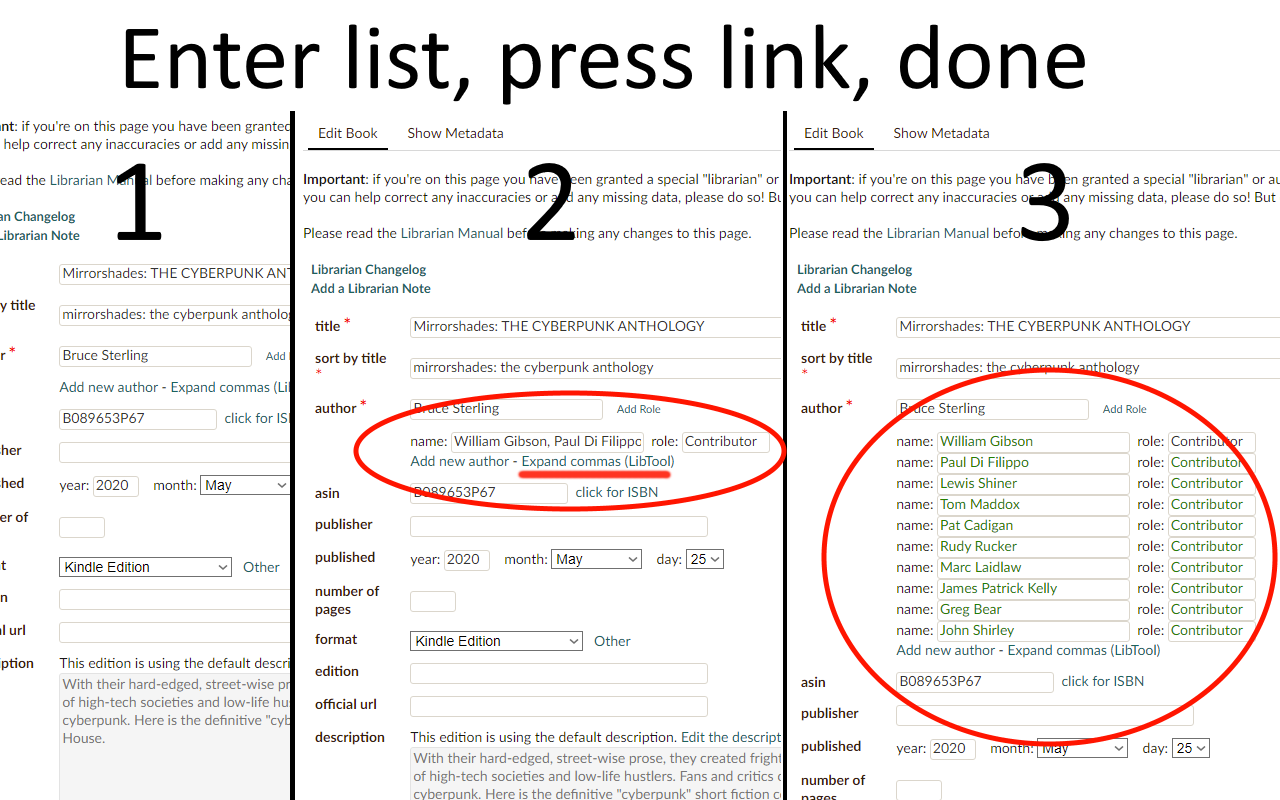 Enter list, press link, done
1
nt: if you're on this page you have been granted
help correct any inaccuracies or add any missin
ead the Librarian Manual before making any cha
an Changelog
Librarian Note
Mirrorshades: THE CYBERPUNK ANT
y title
mirrorshades: the cyberpunk antholog
r *
Bruce Sterling
Add
Add new author - Expand commas (Lib
B089653P67
click for ISB
her
hed
year: 2020 month: May
er of
t
Kindle Edition
Other
n
al url
iption
This edition is using the default descri
With their hard-edged, street-wise pr
of high-tech societies and low-life hus
cyberpunk. Here is the definitive "cyb
House.
2
Edit Book
Show Metadata
Important: if you're on this page you have been granted a special "librarian" or
you can help correct any inaccuracies or add any missing data, please do so! Bu
Please read the Librarian Manual before making any changes to this page.
Librarian Changelog
Add a Librarian Note
title *
Mirrorshades: THE CYBERPUNK ANTHOLOGY
sort by title
*
mirrorshades: the cyberpunk anthology
author *
Bruce Sterling
Add Role
name: William Gibson, Paul Di Filippo role: Contributor
Add new author - Expand commas (LibTool)
asin
B089653P67
click for ISBN
publisher
published
year: 2020 month: May day: 25
number of
pages
format
Kindle Edition
Other
edition
official url
description
This edition is using the default description. Edit the descript
With their hard-edged, street-wise prose, they created fright
of high-tech societies and low-life hustlers. Fans and critics c
cyberpunk. Here is the definitive "cyberpunk" short fiction co
3
Edit Book
Show Metadata
Important: if you're on this page you have been granted a special "librarian" or au
you can help correct any inaccuracies or add any missing data, please do so! But
Please read the Librarian Manual before making any changes to this page.
Librarian Changelog
Add a Librarian Note
title *
Mirrorshades: THE CYBERPUNK ANTHOLOGY
sort by title
*
mirrorshades: the cyberpunk anthology
author *
Bruce Sterling
Add Role
name: William Gibson role: Contributor
name: Paul Di Filippo role: Contributor
name: Lewis Shiner role: Contributor
name: Tom Maddox role: Contributor
name: Pat Cadigan role: Contributor
name: Rudy Rucker role: Contributor
name: Marc Laidlaw role: Contributor
name: James Patrick Kelly role: Contributor
name: Greg Bear role: Contributor
name: John Shirley role: Contributor
Add new author - Expand commas (LibTool)
asin
B089653P67
click for ISBN
publisher
published
year: 2020 month: May day: 25
number of
pages